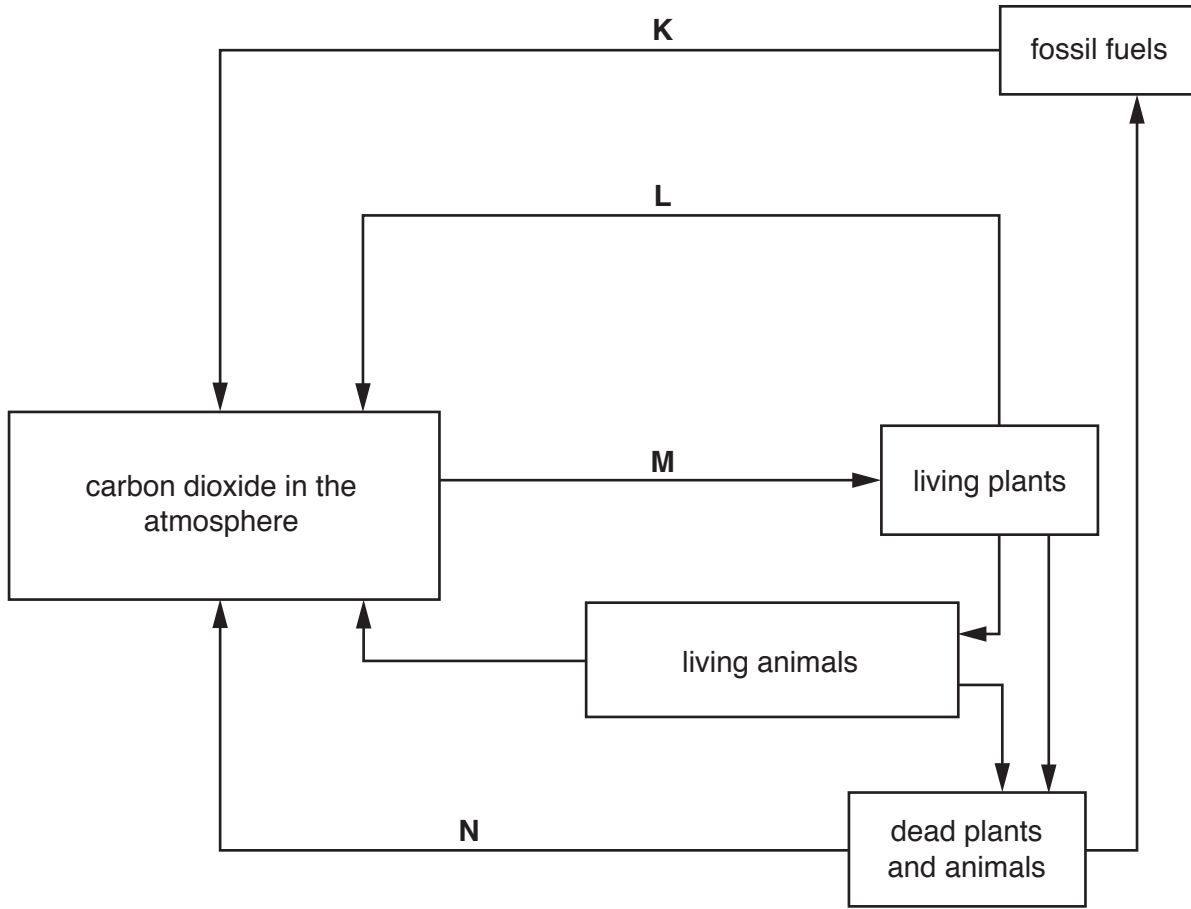 K
fossil fuels
L
M
carbon dioxide in the
atmosphere
living plants
living animals
N
dead plants
and animals